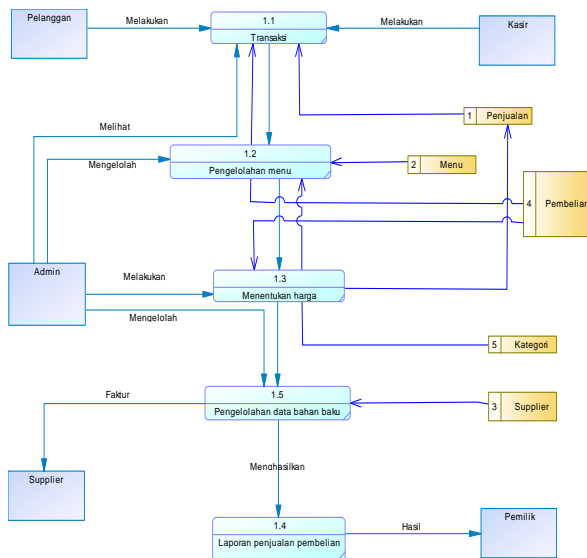 Pelanggan
Melakukan
1.1
Transaksi
Melakukan
Kasir
Melihat
1 Penjualan
Mengelolah
1.2
Pengelolahan menu
2 Menu
4 Pembelian
Admin
Melakukan
1.3
Menentukan harga
Mengelolah
5 Kategori
Faktur
1.5
Pengelolahan data bahan baku
3 Supplier
Supplier
Menghasilkan
1.4
Laporan penjualan pembelian
Hasil
Pemilik